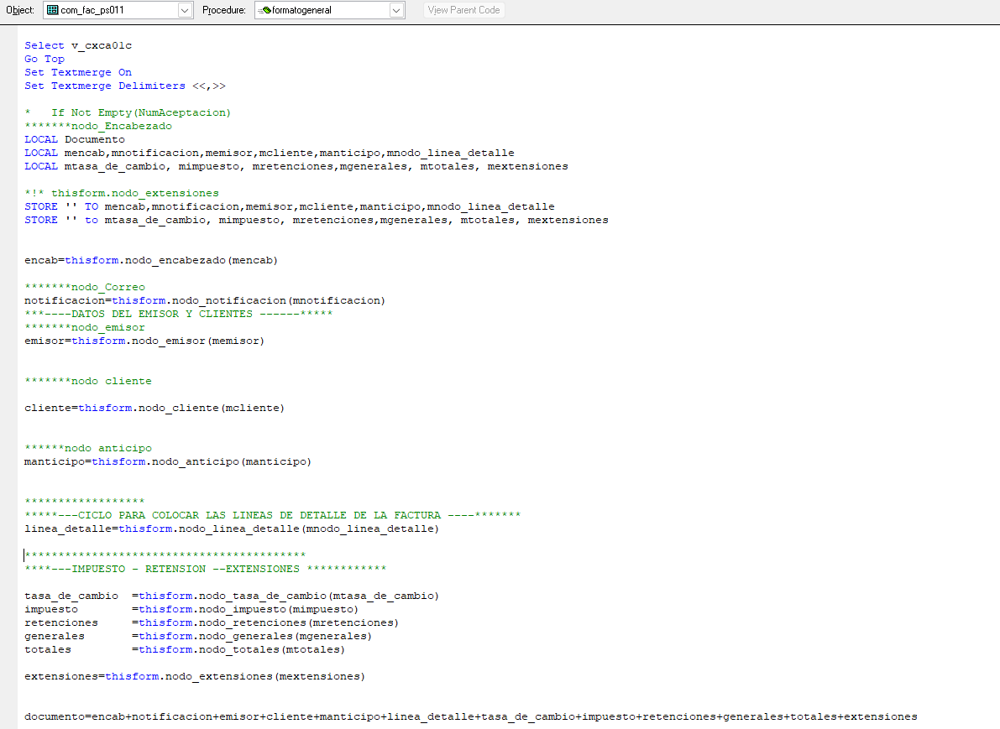 Object: com_fac_ps011 Procedure: formatogeneral View Parent Code
Select v_cxca01c
Go Top
Set Textmerge On
Set Textmerge Delimiters <<,>>
*   If Not Empty(NumAceptacion)
*******nodo_Encabezado
LOCAL Documento
LOCAL mencab,mnotificacion,memisor,mcliente,manticipo,mnodo_linea_detalle
LOCAL mtasa_de_cambio, mimpuesto, mretenciones,mgenerales, mtotales, mextensiones
*!* thisform.nodo_extensiones
STORE '' TO mencab,mnotificacion,memisor,mcliente,manticipo,mnodo_linea_detalle
STORE '' to mtasa_de_cambio, mimpuesto, mretenciones,mgenerales, mtotales, mextensiones
encab=thisform.nodo_encabezado(mencab)
*******nodo_Correo
notificacion=thisform.nodo_notificacion(mnotificacion)
***----DATOS DEL EMISOR Y CLIENTES ------*****
*******nodo_emisor
emisor=thisform.nodo_emisor(memisor)
*******nodo cliente
cliente=thisform.nodo_cliente(mcliente)
******nodo anticipo
manticipo=thisform.nodo_anticipo(manticipo)
******************
*****---CICLO PARA COLOCAR LAS LINEAS DE DETALLE DE LA FACTURA ----*******
linea_detalle=thisform.nodo_linea_detalle(mnodo_linea_detalle)
******************************************
****---IMPUESTO - RETENSION --EXTENSIONES ************
tasa_de_cambio  =thisform.nodo_tasa_de_cambio(mtasa_de_cambio)
impuesto        =thisform.nodo_impuesto(mimpuesto)
retenciones     =thisform.nodo_retenciones(mretenciones)
generales       =thisform.nodo_generales(mgenerales)
totales         =thisform.nodo_totales(mtotales)
extensiones=thisform.nodo_extensiones(mextensiones)
documento=encab+notificacion+emisor+cliente+manticipo+linea_detalle+tasa_de_cambio+impuesto+retenciones+generales+totales+extensiones